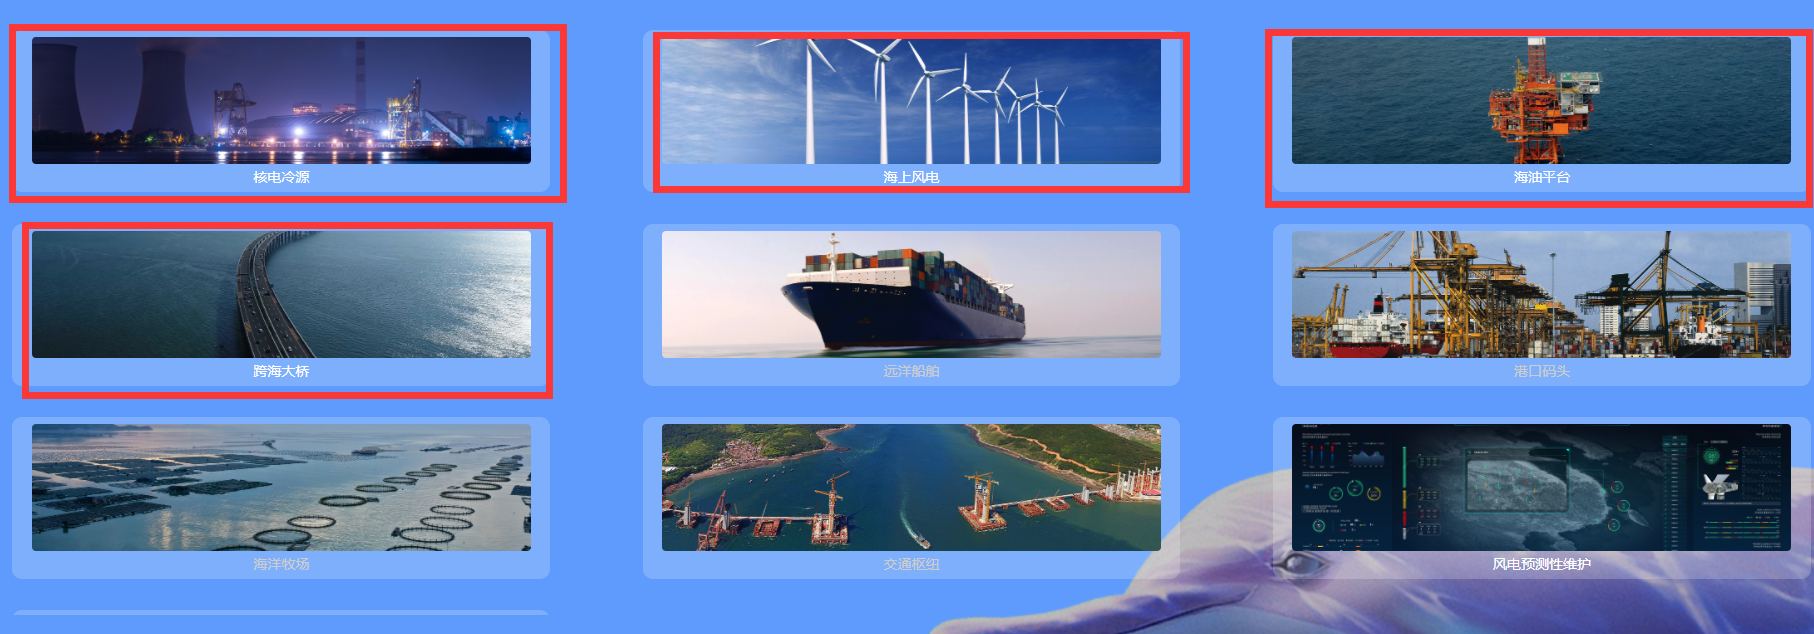 核电冷源
海上风电
海油平台
跨海大桥
远洋船舶
港口码头
海洋牧场
交通枢纽
风电预测性维护